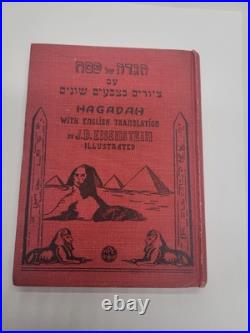 הגדה של פסח
עם
ציורים בצבעים שונים
HAGADAH
WITH ENGLISH TRANSLATION
BY J.D. EISENSTEIN
ILLUSTRATED